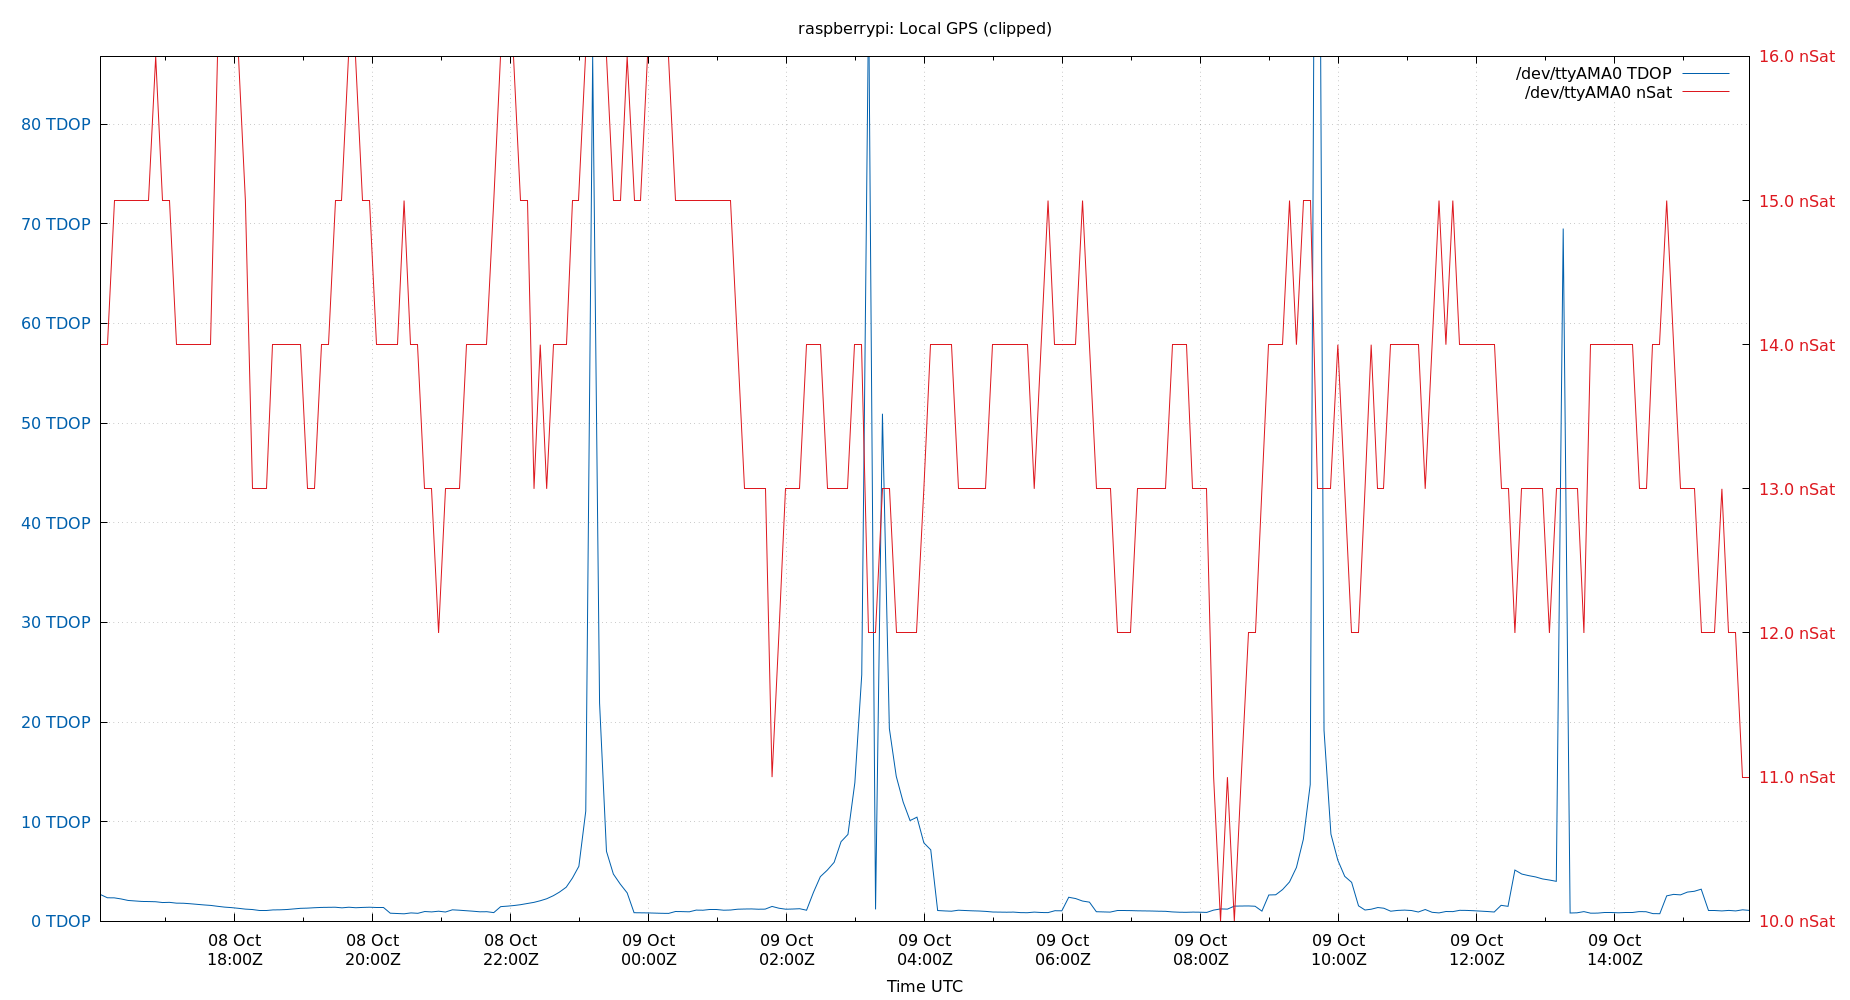 raspberrypi: Local GPS (clipped)
/dev/ttyAMA0 TDOP
/dev/ttyAMA0 nSat
80 TDOP
70 TDOP
60 TDOP
50 TDOP
40 TDOP
30 TDOP
20 TDOP
10 TDOP
0 TDOP
16.0 nSat
15.0 nSat
14.0 nSat
13.0 nSat
12.0 nSat
11.0 nSat
10.0 nSat
08 Oct
18:00Z
08 Oct
20:00Z
08 Oct
22:00Z
09 Oct
00:00Z
09 Oct
02:00Z
09 Oct
04:00Z
09 Oct
06:00Z
09 Oct
08:00Z
09 Oct
10:00Z
09 Oct
12:00Z
09 Oct
14:00Z
Time UTC